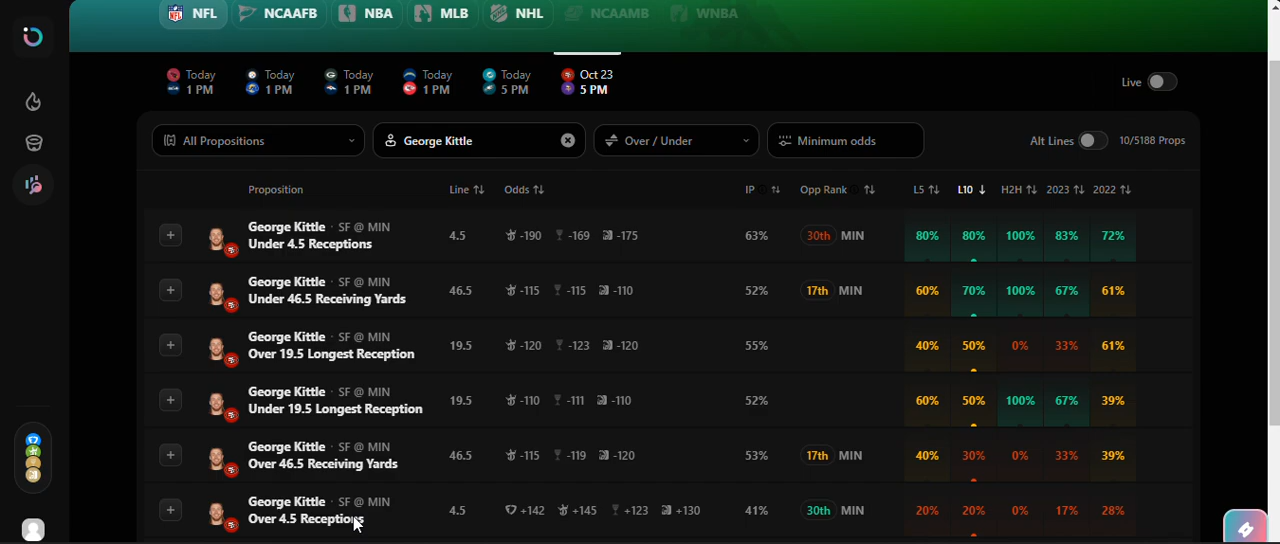 NFL NCAAFB NBA MLB NHL NCAAMB WNBA
Today Today Today Today Today Oct 23
1 PM 1 PM 1 PM 1 PM 5 PM 5 PM
Live
All Propositions George Kittle Over / Under Minimum odds Alt Lines 10/5188 Props
Proposition Line Odds IP Opp Rank L5 L10 H2H 2023 2022
George Kittle · SF @ MIN
Under 4.5 Receptions 4.5 -190 -169 -175 63% 30th MIN 80% 80% 100% 83% 72%
George Kittle · SF @ MIN
Under 46.5 Receiving Yards 46.5 -115 -115 -110 52% 17th MIN 60% 70% 100% 67% 61%
George Kittle · SF @ MIN
Over 19.5 Longest Reception 19.5 -120 -123 -120 55% 40% 50% 0% 33% 61%
George Kittle · SF @ MIN
Under 19.5 Longest Reception 19.5 -110 -111 -110 52% 60% 50% 100% 67% 39%
George Kittle · SF @ MIN
Over 46.5 Receiving Yards 46.5 -115 -119 -120 53% 17th MIN 40% 30% 0% 33% 39%
George Kittle · SF @ MIN
Over 4.5 Receptions 4.5 +142 +145 +123 +130 41% 30th MIN 20% 20% 0% 17% 28%